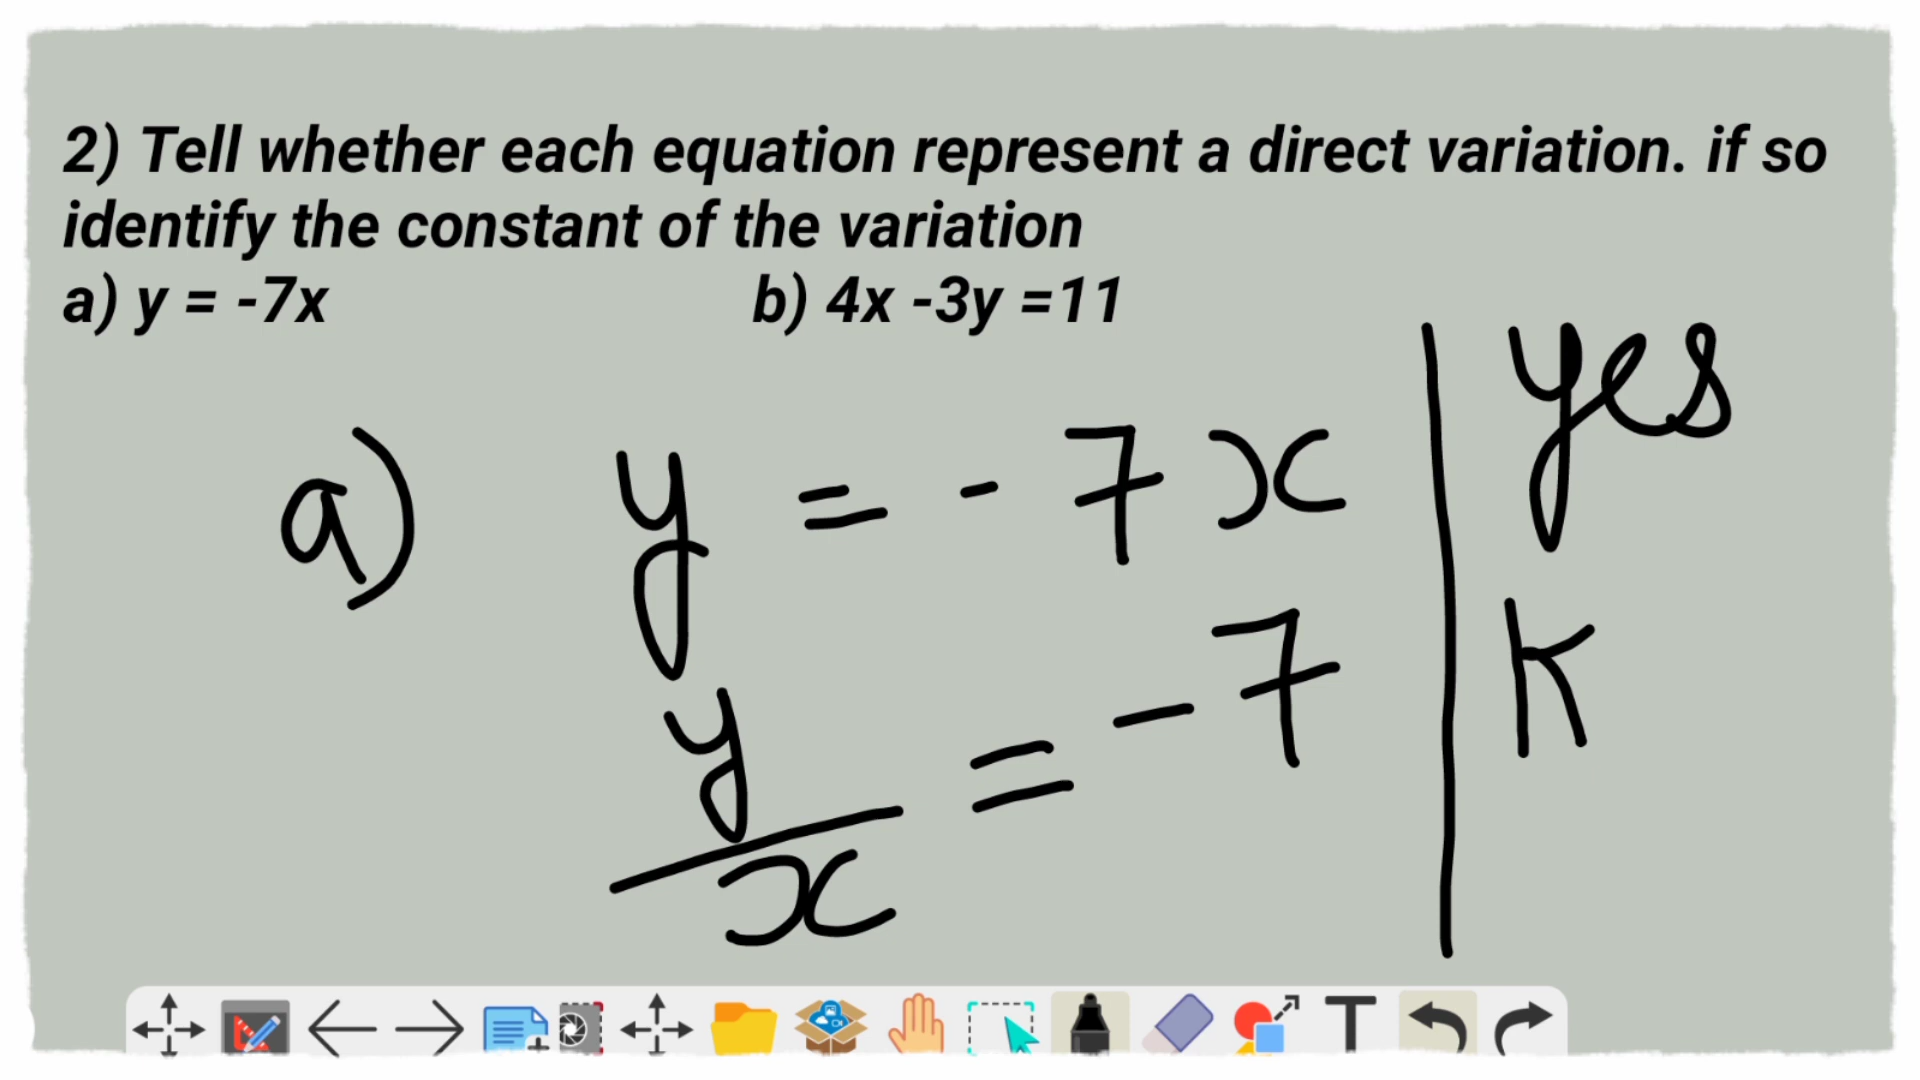 2) Tell whether each equation represent a direct variation. if so
identify the constant of the variation
a) y = -7x b) 4x -3y =11
yes
a) y = - 7x
K
y/x = -7